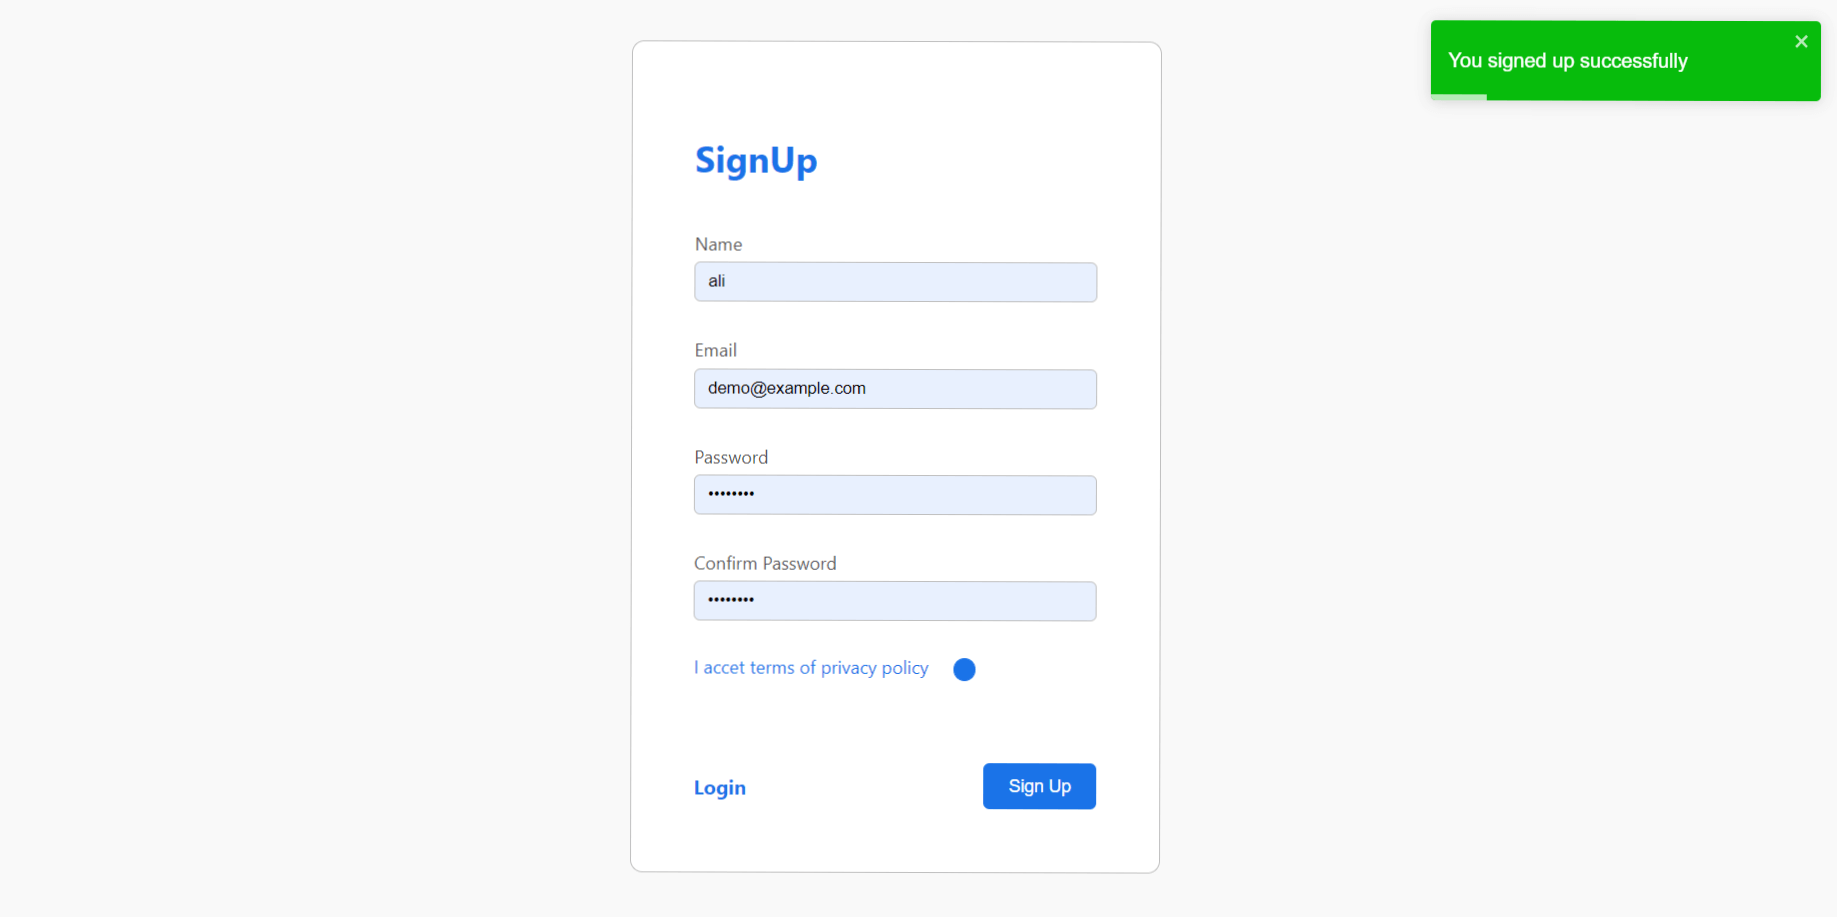 You signed up successfully
SignUp
Name
ali
Email
demo@example.com
Password
••••••••
Confirm Password
••••••••
I accet terms of privacy policy
Login
Sign Up